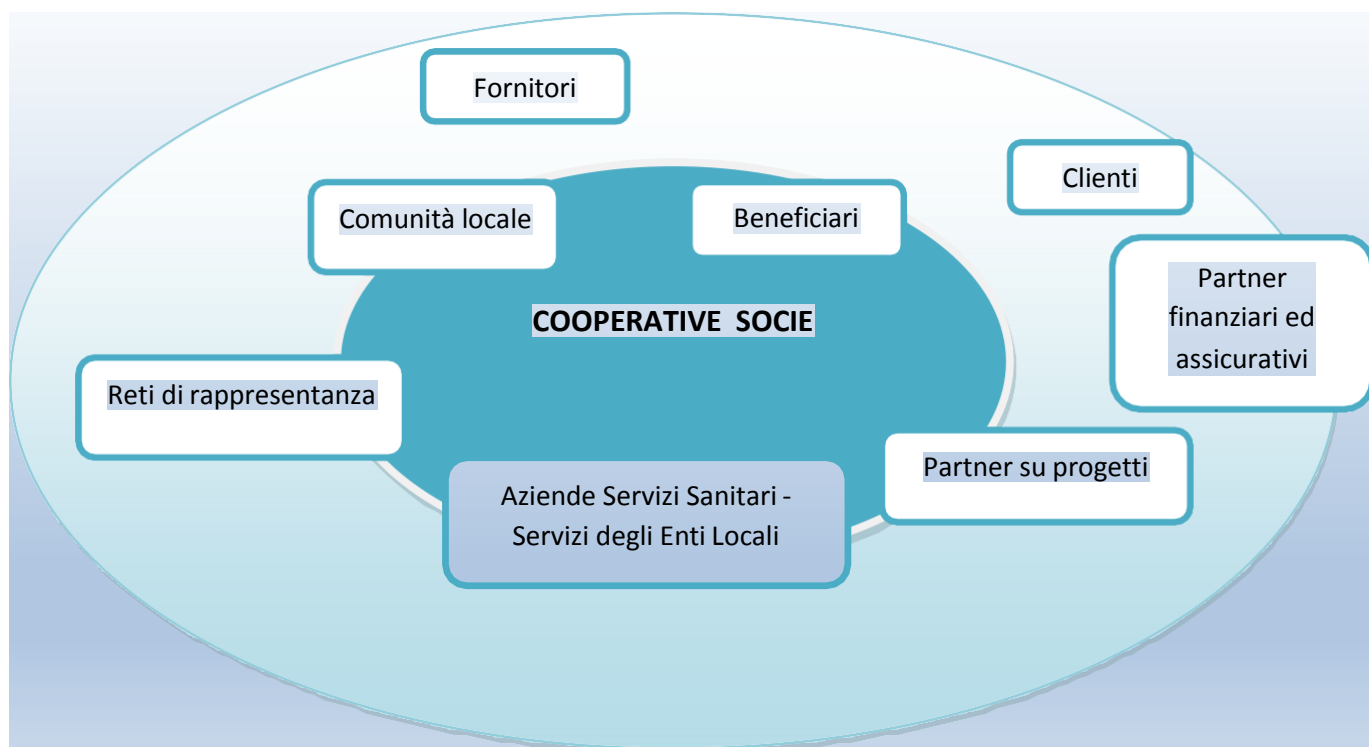 Fornitori
Clienti
Comunità locale
Beneficiari
Partner
finanziari ed
assicurativi
COOPERATIVE SOCIE
Reti di rappresentanza
Partner su progetti
Aziende Servizi Sanitari -
Servizi degli Enti Locali